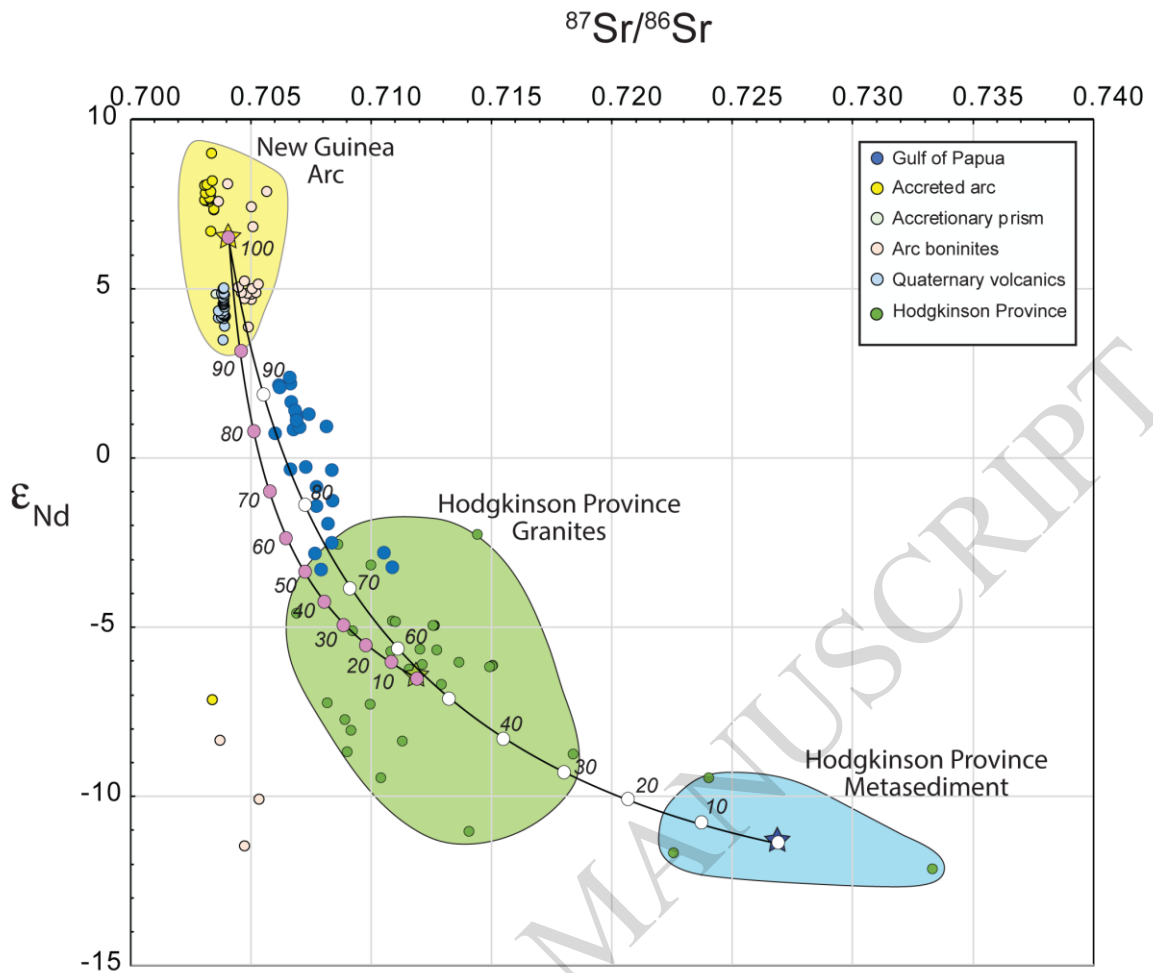 87Sr/86Sr
0.700 0.705 0.710 0.715 0.720 0.725 0.730 0.735 0.740
10
5
0
-5
-10
-15
εNd
New Guinea
Arc
100
90
80
70
60
50
40
30
20
10
90
80
70
60
40
30
20
10
Hodgkinson Province
Granites
Hodgkinson Province
Metasediment
Gulf of Papua
Accreted arc
Accretionary prism
Arc boninites
Quaternary volcanics
Hodgkinson Province
MANUSCRIPT